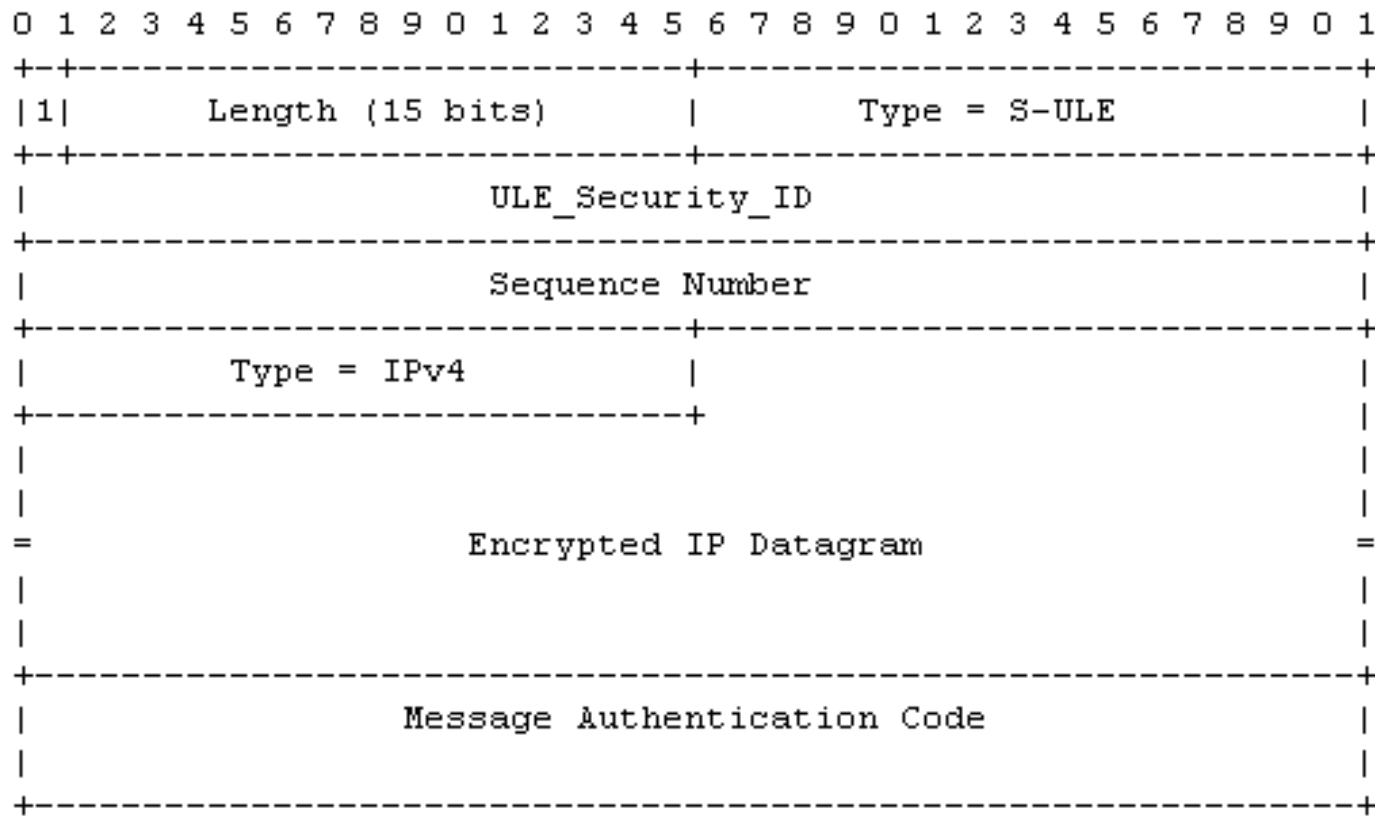 0 1 2 3 4 5 6 7 8 9 0 1 2 3 4 5 6 7 8 9 0 1 2 3 4 5 6 7 8 9 0 1
+-+-----------------------------+-------------------------------+
|1|      Length (15 bits)       |       Type = S-ULE            |
+-+-----------------------------+-------------------------------+
|                     ULE_Security_ID                           |
+---------------------------------------------------------------+
|                     Sequence Number                           |
+-------------------------------+-------------------------------+
|         Type = IPv4           |                               |
+-------------------------------+                               |
|                                                               |
|                                                               |
=                    Encrypted IP Datagram                      =
|                                                               |
|                                                               |
+---------------------------------------------------------------+
|                 Message Authentication Code                   |
|                                                               |
+---------------------------------------------------------------+